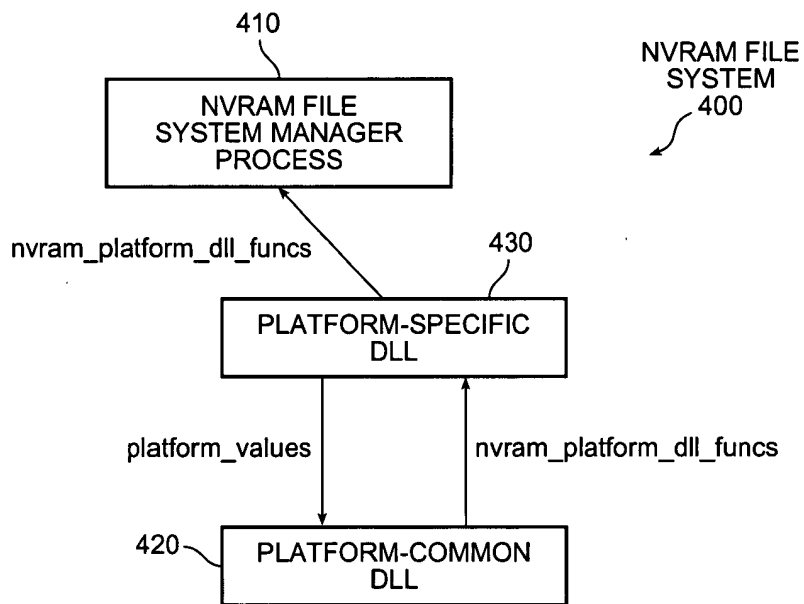 410
NVRAM FILE
SYSTEM
400
NVRAM FILE
SYSTEM MANAGER
PROCESS
nvram_platform_dll_funcs
430
PLATFORM-SPECIFIC
DLL
platform_values
nvram_platform_dll_funcs
420
PLATFORM-COMMON
DLL